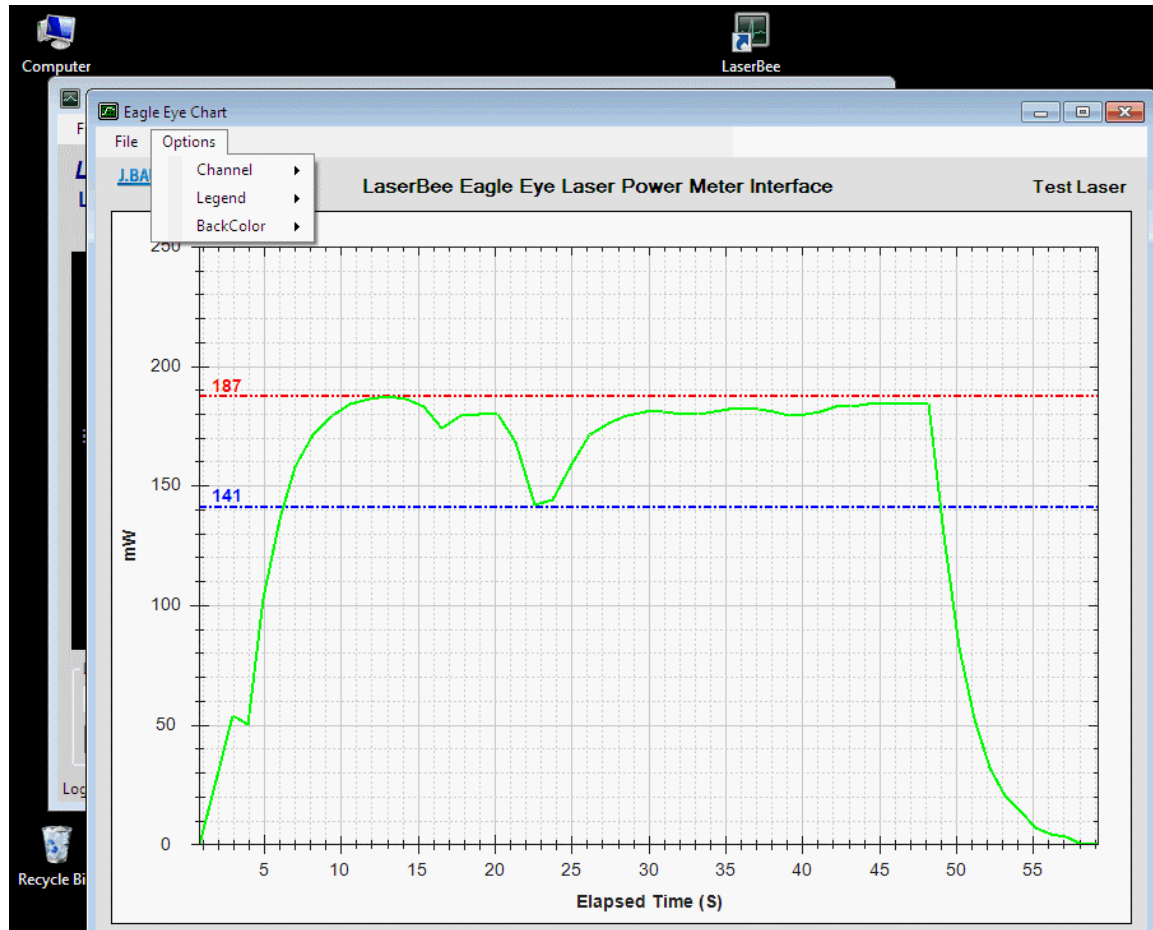 Computer
LaserBee
Eagle Eye Chart
File Options
Channel
Legend
BackColor
LaserBee Eagle Eye Laser Power Meter Interface
Test Laser
250
200
187
150
141
mW
100
50
0
5 10 15 20 25 30 35 40 45 50 55
Elapsed Time (S)
Log
Recycle Bi